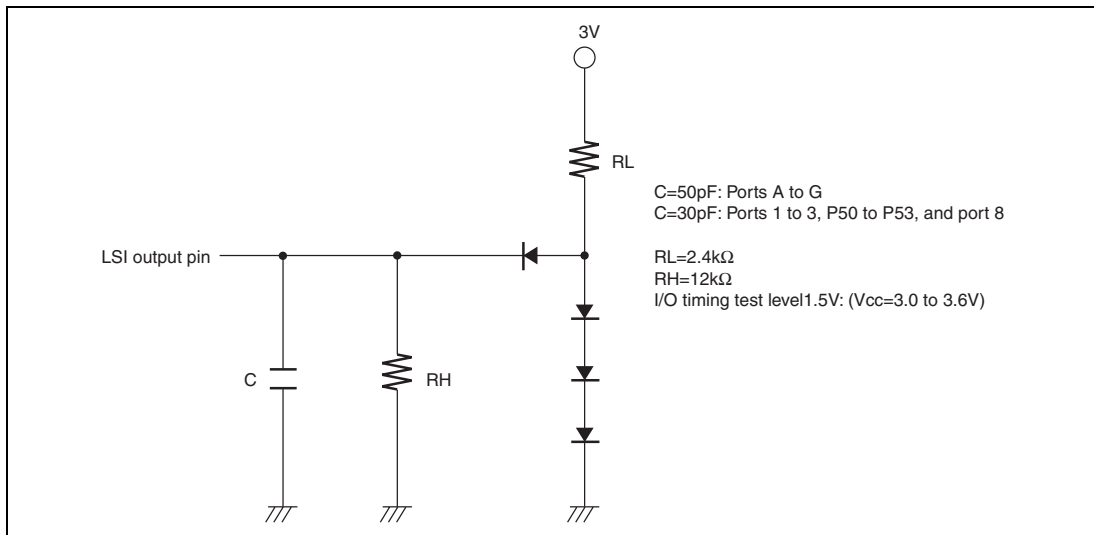 3V
RL
C=50pF: Ports A to G
C=30pF: Ports 1 to 3, P50 to P53, and port 8
LSI output pin
RL=2.4kΩ
RH=12kΩ
I/O timing test level1.5V: (Vcc=3.0 to 3.6V)
C
RH